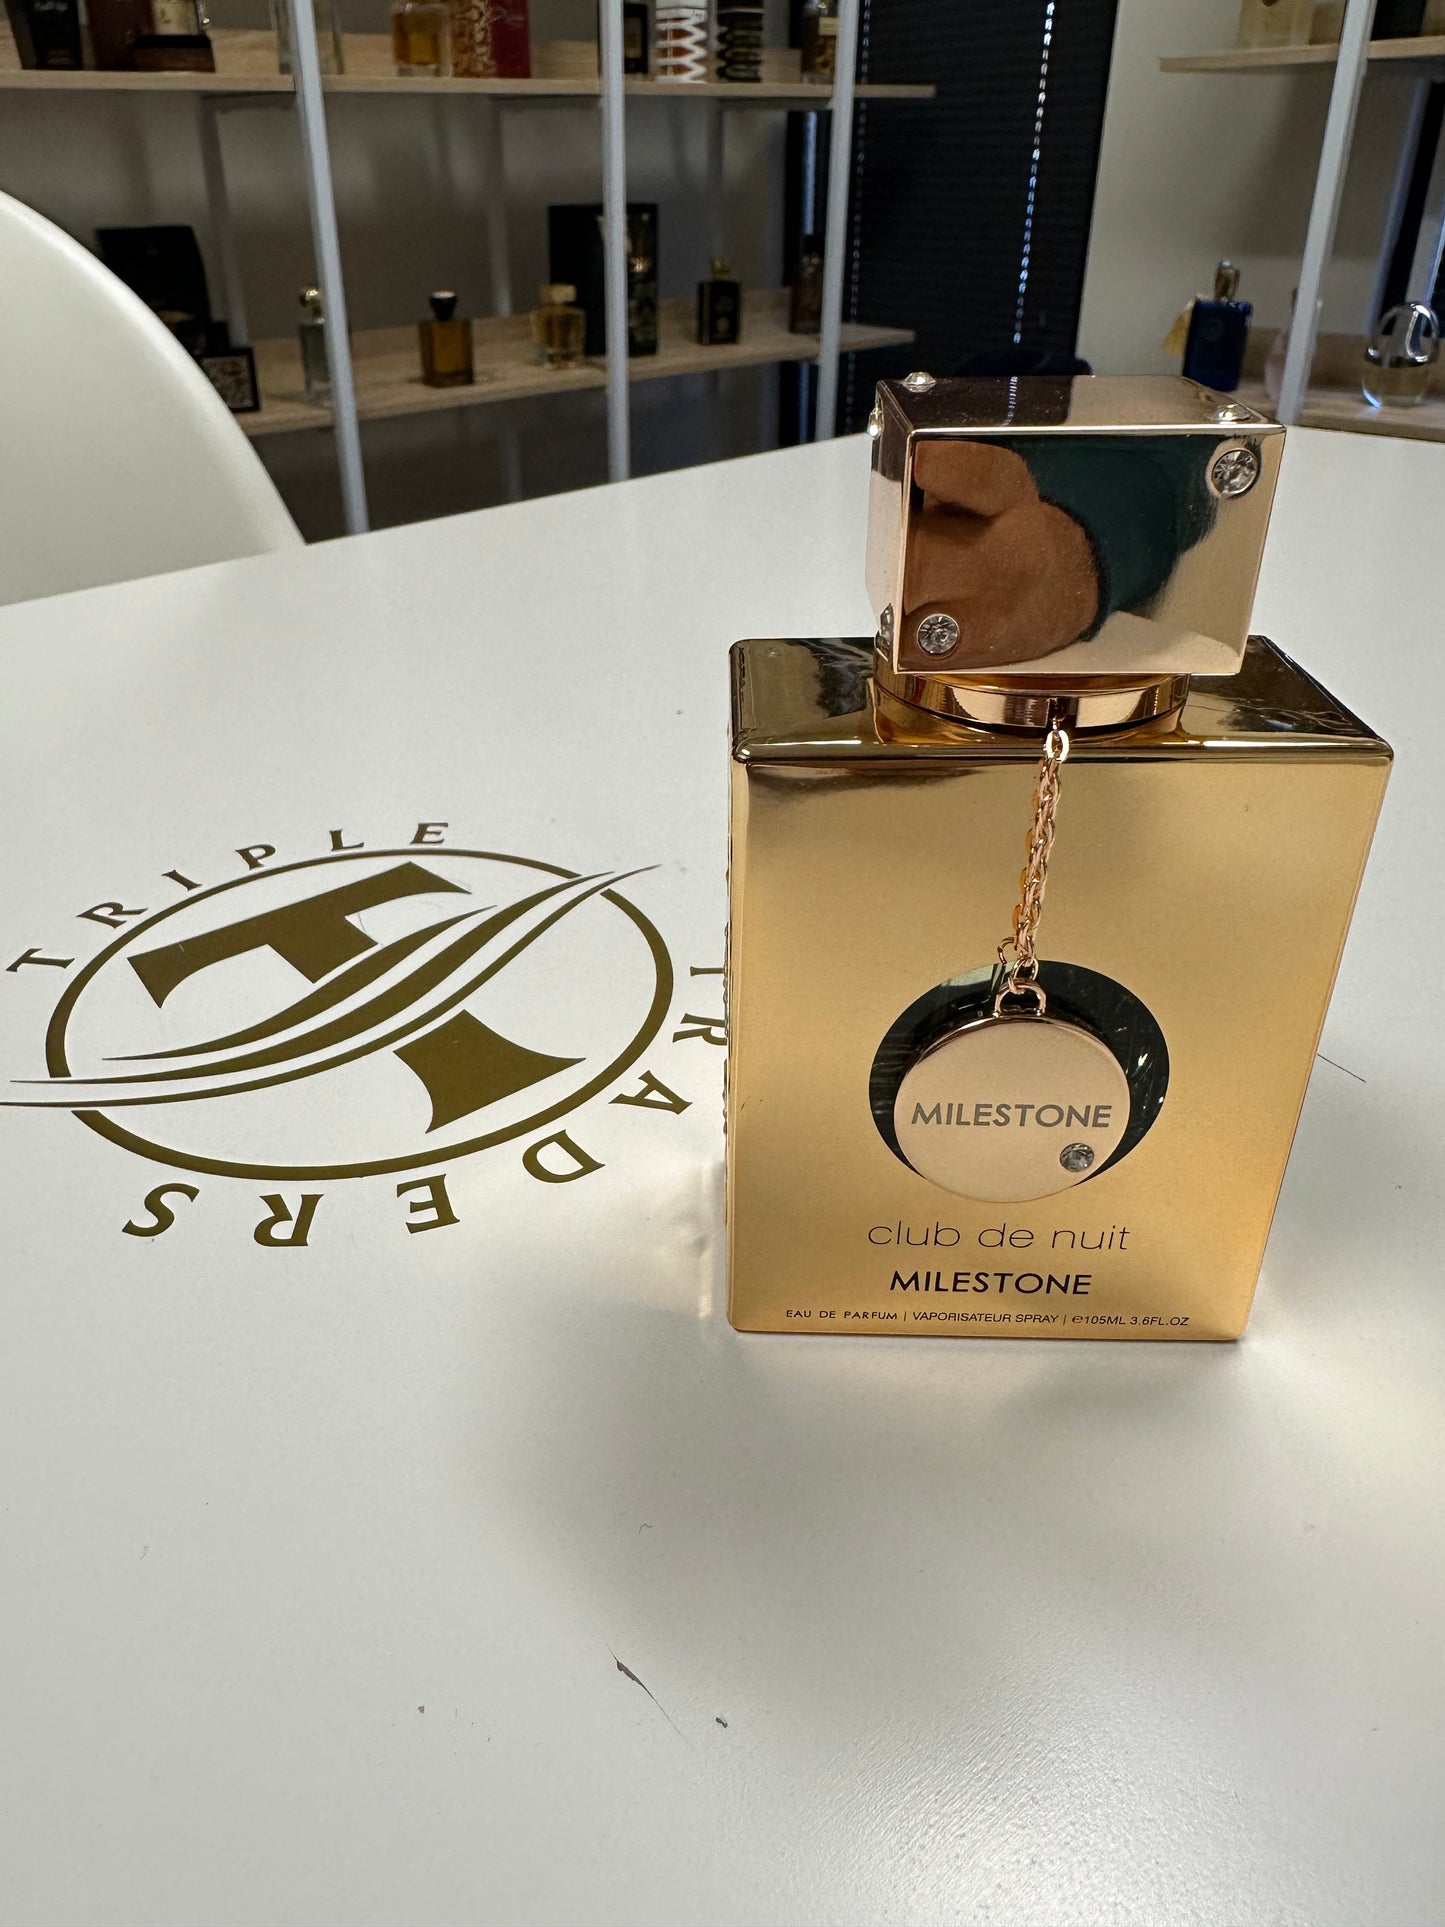 TRIPLE
TRADERS
MILESTONE
club de nuit
MILESTONE
EAU DE PARFUM | VAPORISATEUR SPRAY | ℮105ML 3.6FL.OZ